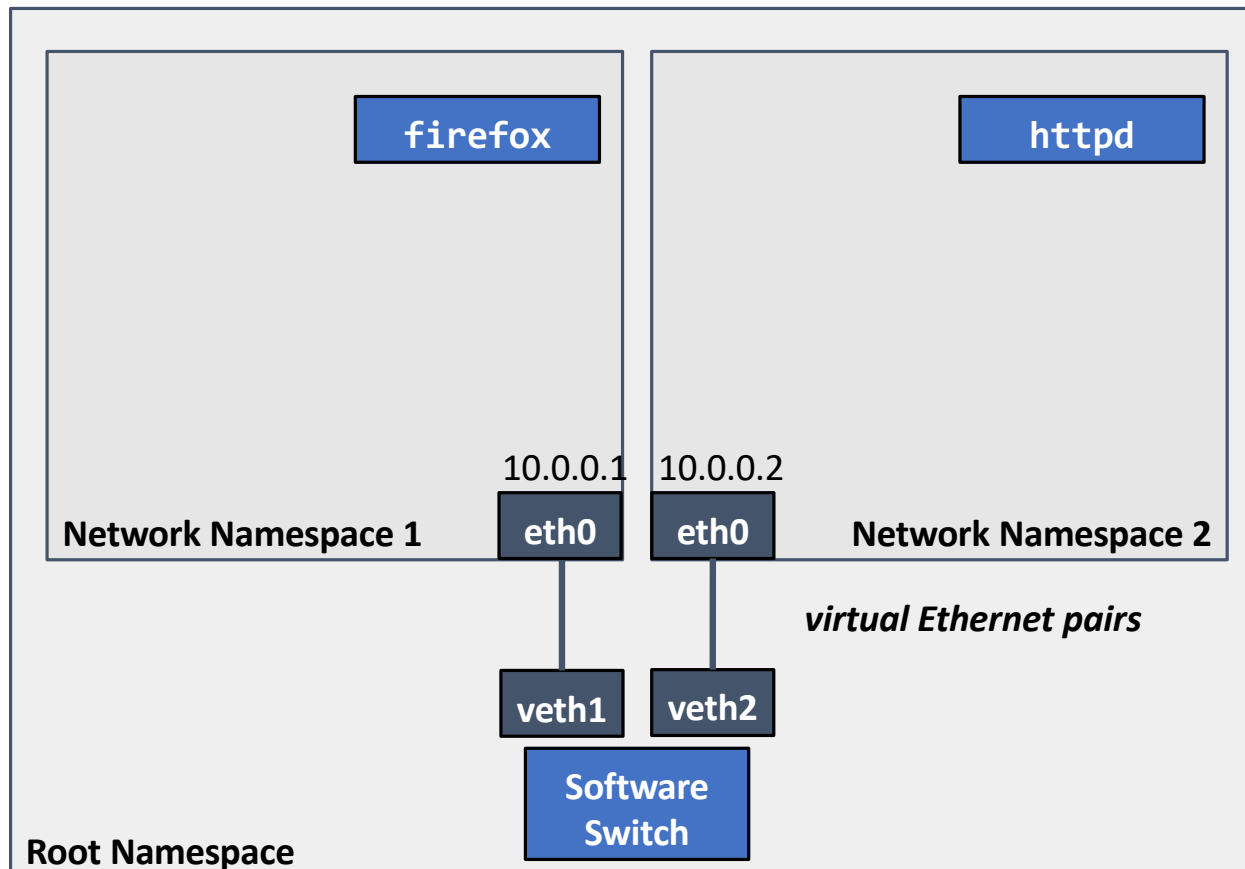 firefox
httpd
10.0.0.1 10.0.0.2
Network Namespace 1 eth0 eth0 Network Namespace 2
virtual Ethernet pairs
veth1 veth2
Software
Switch
Root Namespace